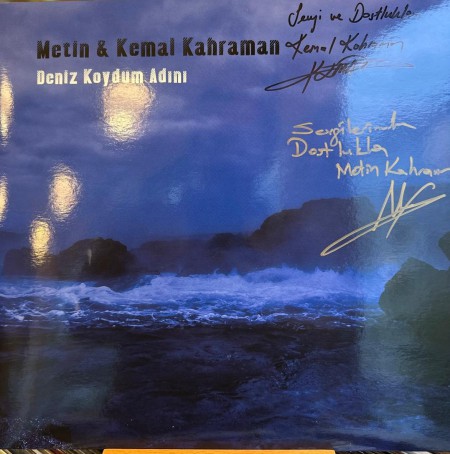 Metin & Kemal Kahraman
Deniz Koydum Adını
Sevgi ve Dostlukla
Kemal Kahraman
Sevgilerimle
Dostlukla
Metin Kahraman